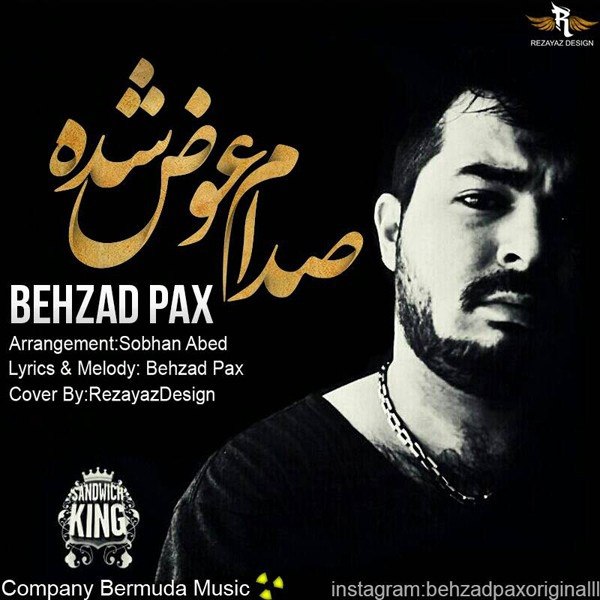 R
REZAYAZ DESIGN
صدام عوض شده
BEHZAD PAX
Arrangement:Sobhan Abed
Lyrics & Melody: Behzad Pax
Cover By:RezayazDesign
SANDWICH
KING
Company Bermuda Music
instagram:behzadpaxoriginalll